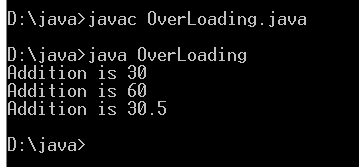 D:\java>javac OverLoading.java
D:\java>java OverLoading
Addition is 30
Addition is 60
Addition is 30.5
D:\java>